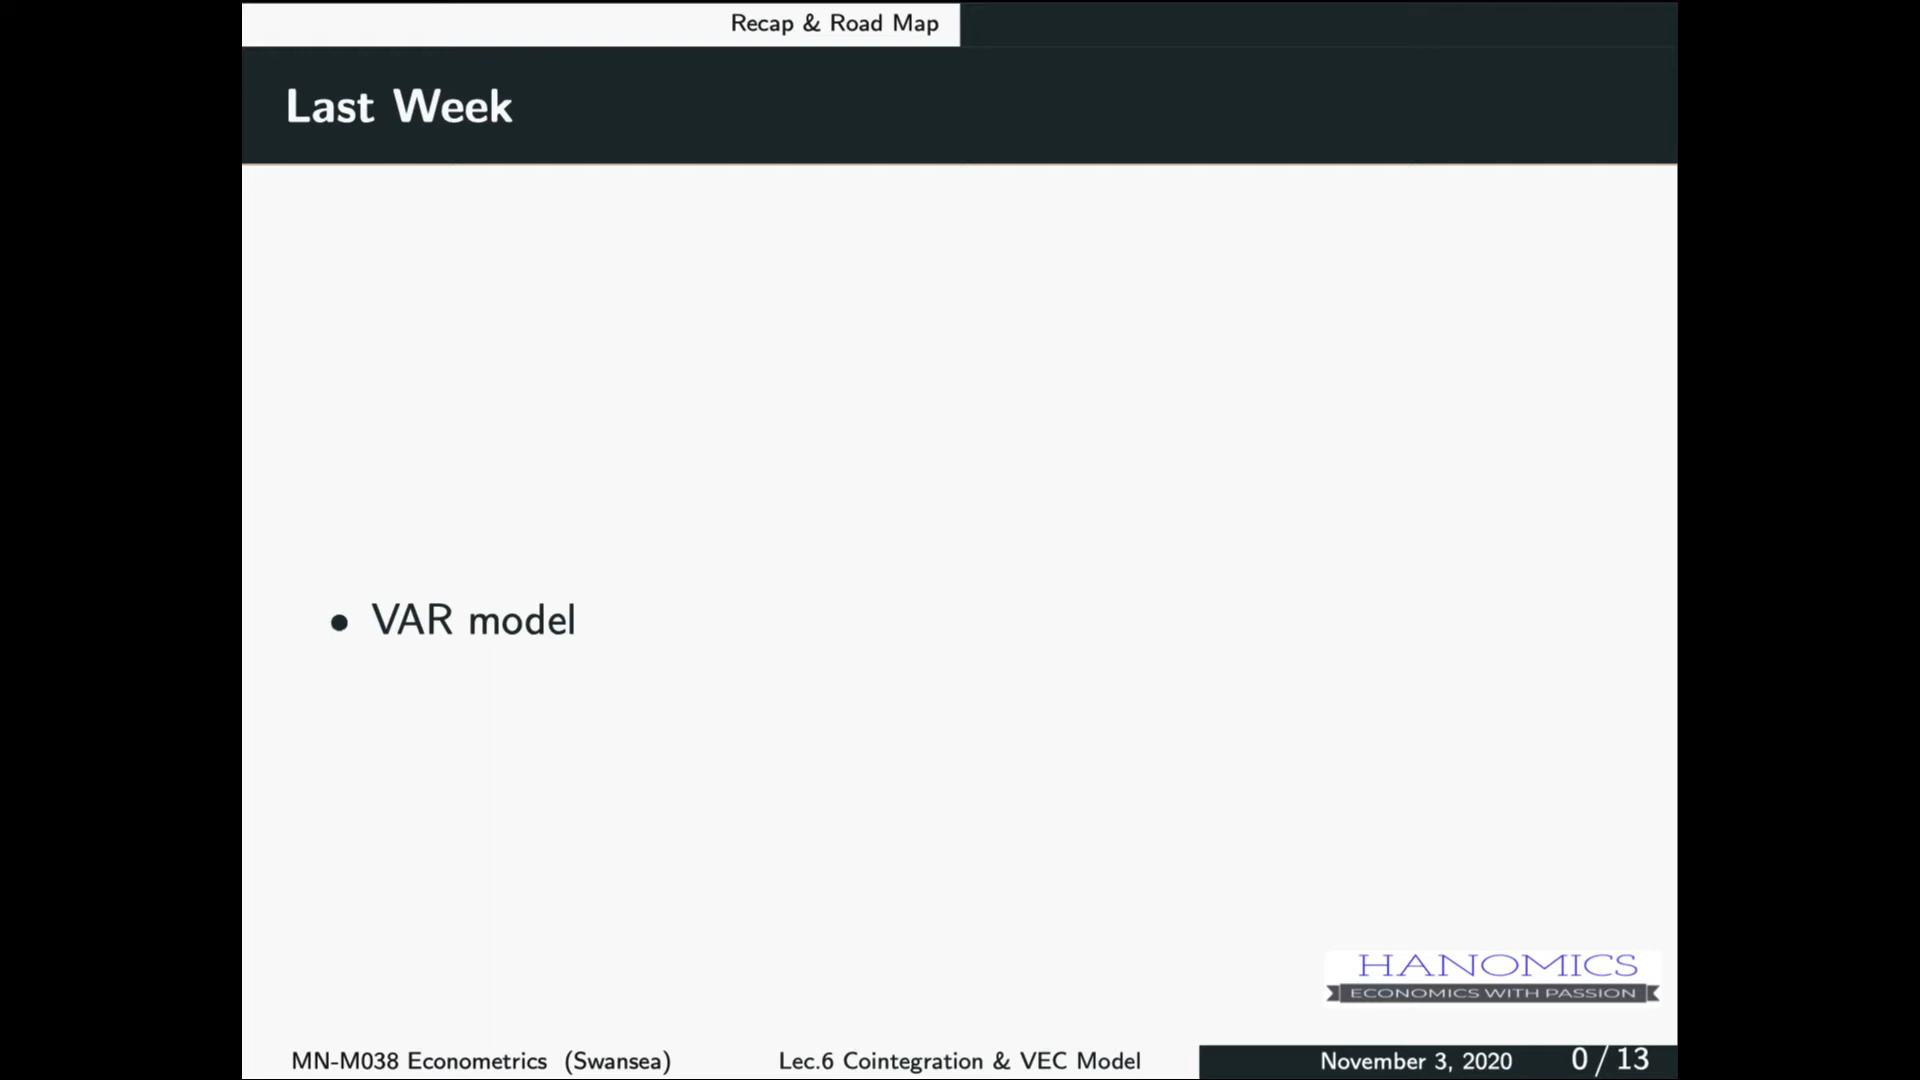 Recap & Road Map
Last Week
• VAR model
HANOMICS
ECONOMICS WITH PASSION
MN-M038 Econometrics (Swansea) Lec.6 Cointegration & VEC Model November 3, 2020 0 / 13